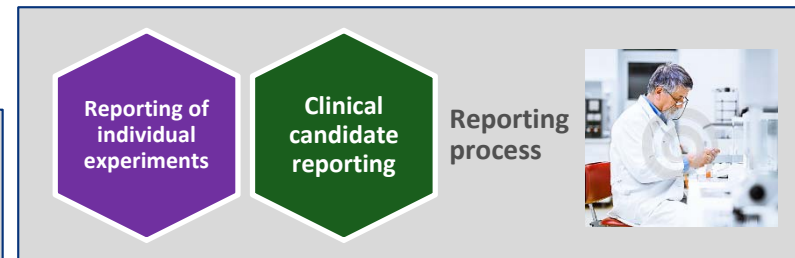 Reporting of
individual
experiments
Clinical
candidate
reporting
Reporting
process